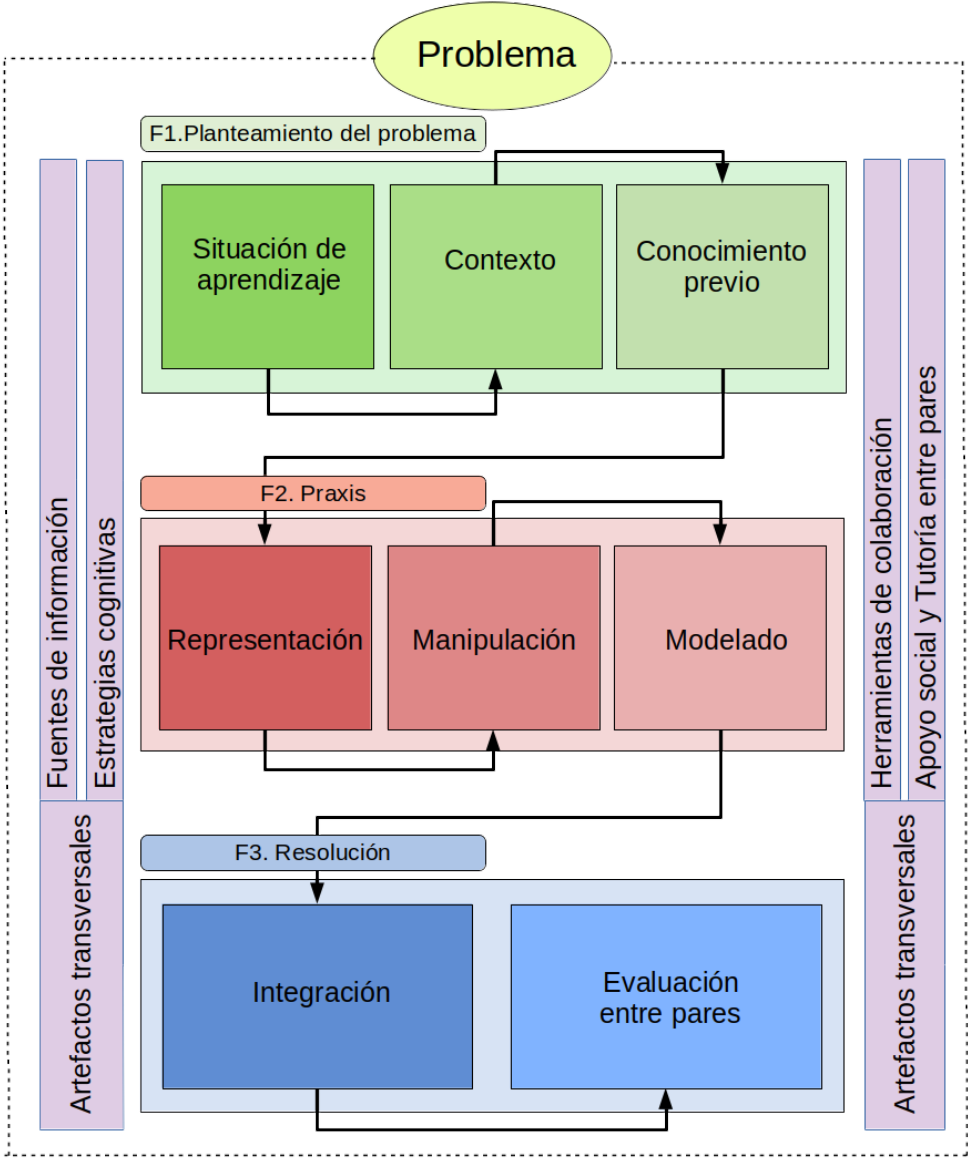 Problema
F1.Planteamiento del problema
Situación de
aprendizaje
Contexto
Conocimiento
previo
F2. Praxis
Representación
Manipulación
Modelado
F3. Resolución
Integración
Evaluación
entre pares
Fuentes de información
Estrategias cognitivas
Artefactos transversales
Herramientas de colaboración
Apoyo social y Tutoría entre pares
Artefactos transversales